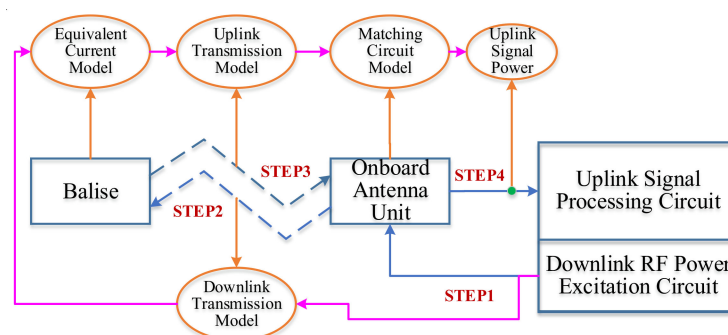 Equivalent
Current
Model
Uplink
Transmission
Model
Matching
Circuit
Model
Uplink
Signal
Power
Balise
STEP3
STEP2
Onboard
Antenna
Unit
STEP4
Uplink Signal
Processing Circuit
Downlink RF Power
Excitation Circuit
STEP1
Downlink
Transmission
Model